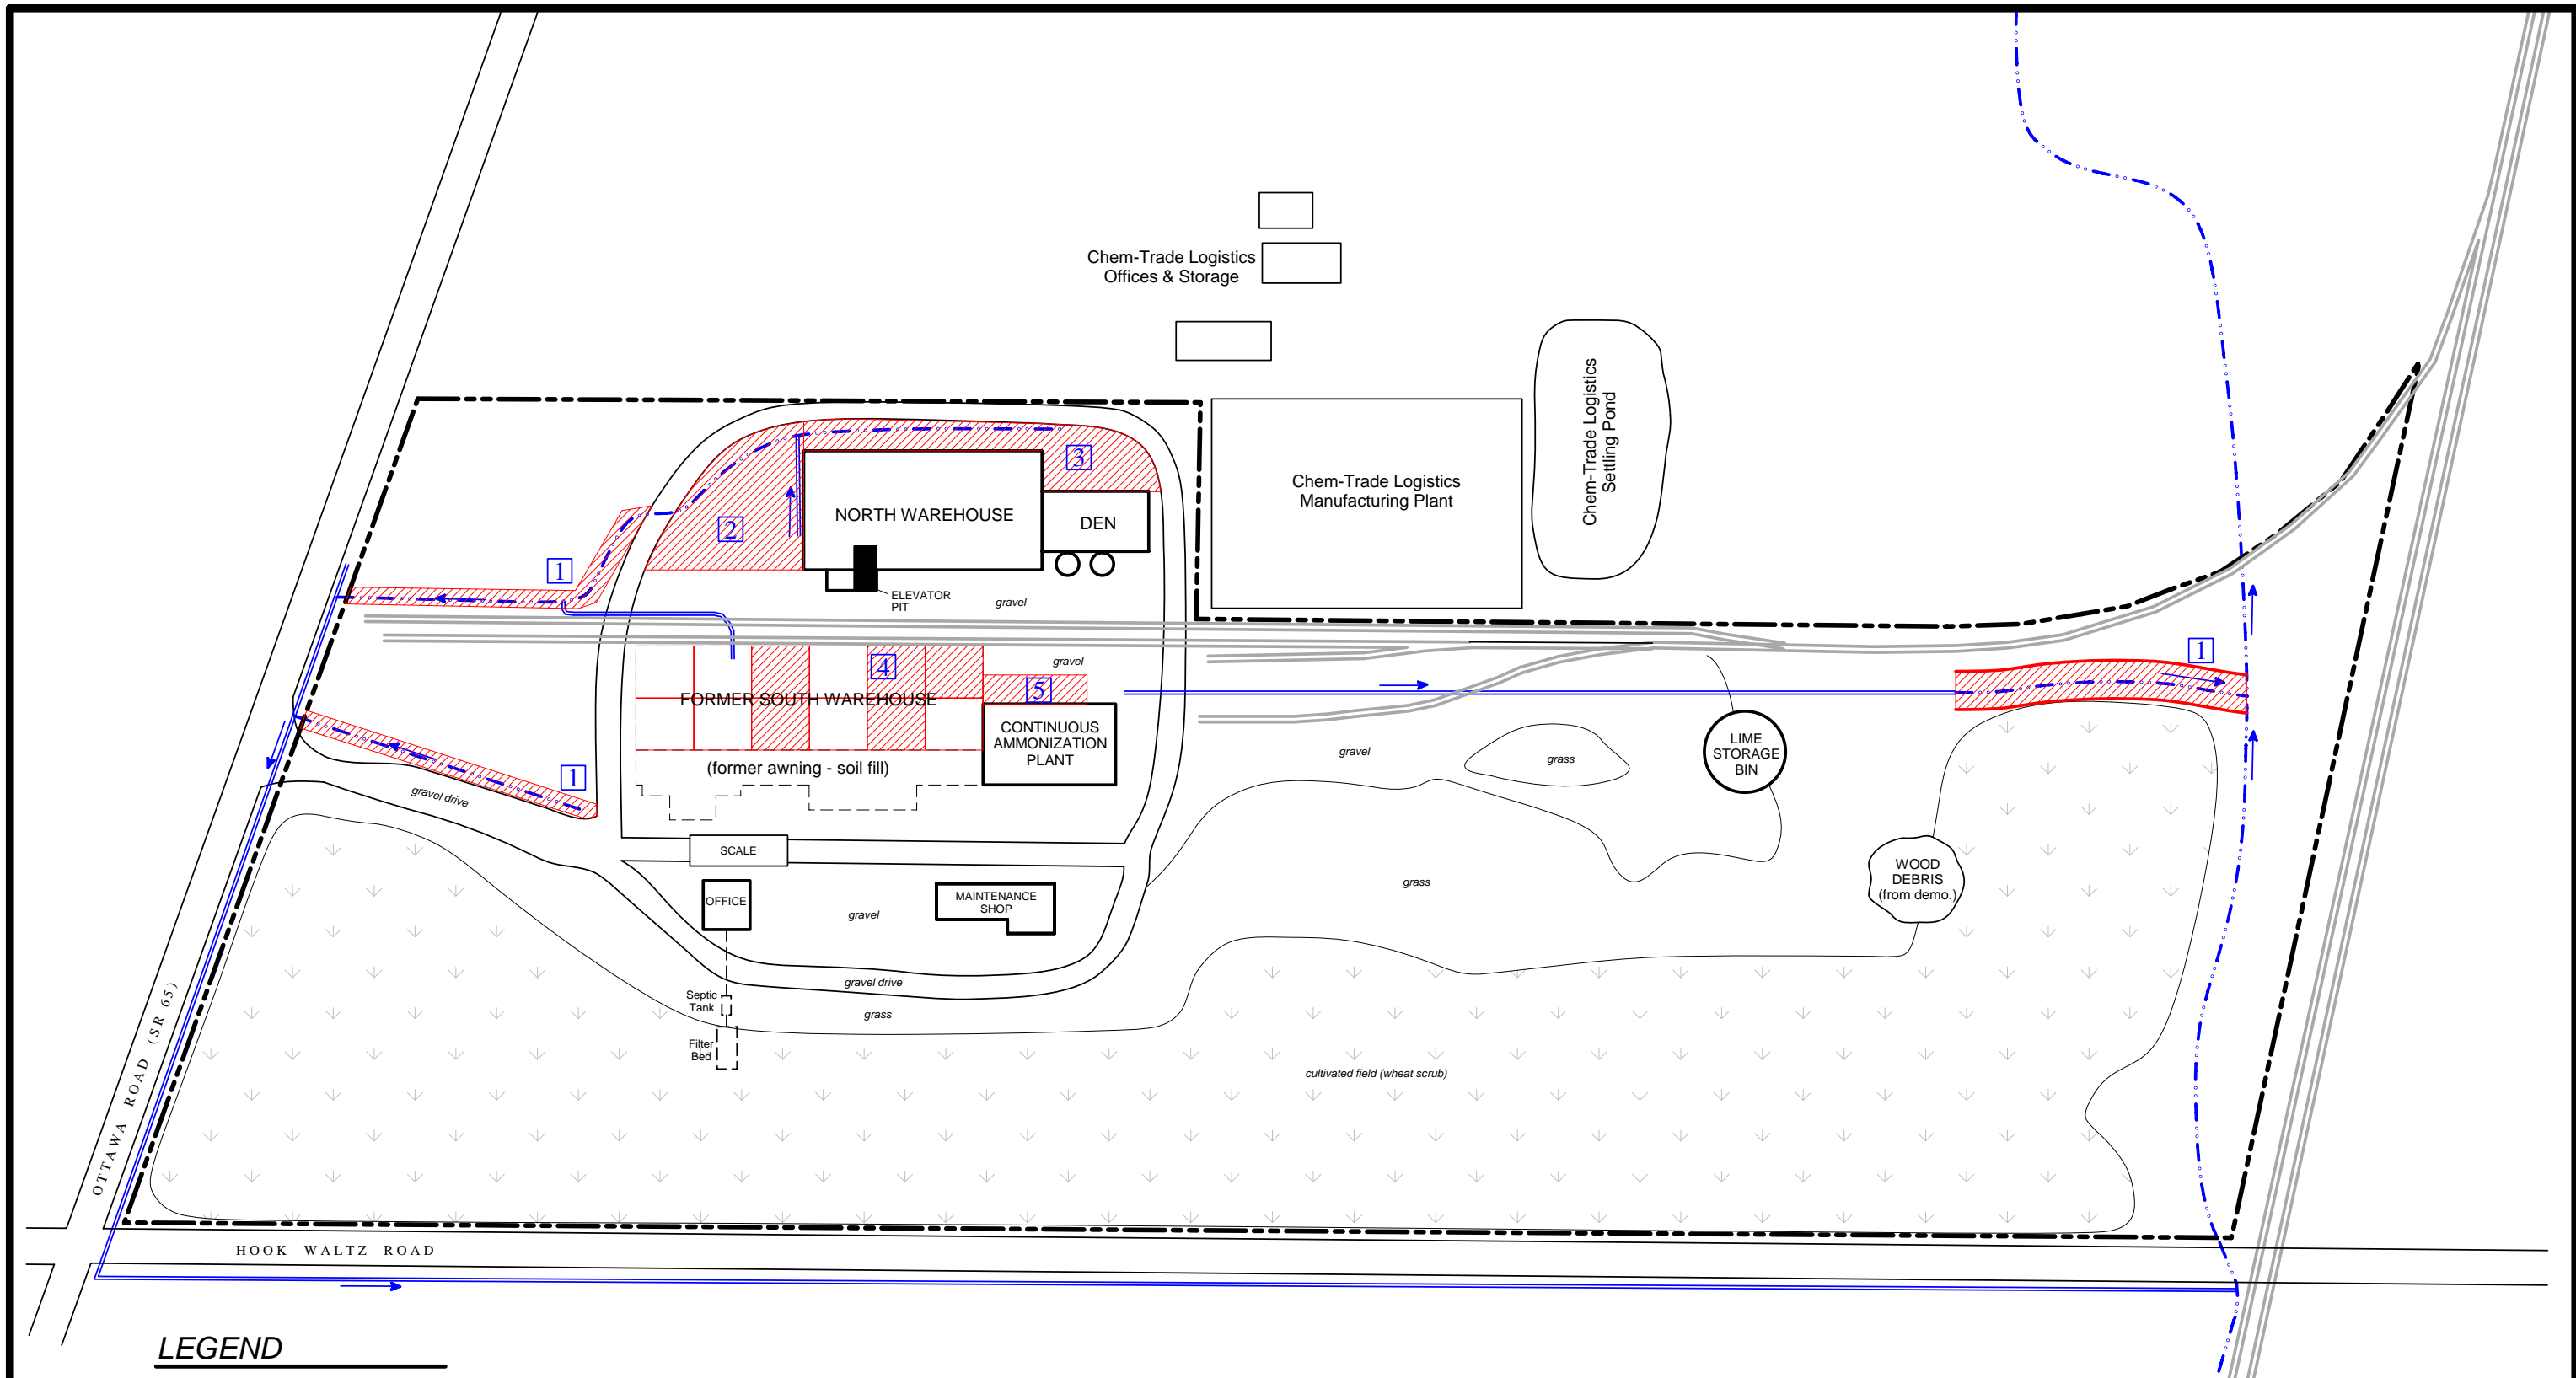 Chem-Trade Logistics
Offices & Storage
Chem-Trade Logistics
Settling Pond
Chem-Trade Logistics
Manufacturing Plant
3
NORTH WAREHOUSE
DEN
2
1
ELEVATOR
PIT
gravel
4
gravel
1
5
FORMER SOUTH WAREHOUSE
CONTINUOUS
AMMONIZATION
PLANT
LIME
STORAGE
BIN
gravel
grass
(former awning - soil fill)
1
gravel drive
SCALE
WOOD
DEBRIS
(from demo.)
grass
OFFICE
MAINTENANCE
SHOP
gravel
gravel drive
Septic
Tank
grass
Filter
Bed
cultivated field (wheat scrub)
OTTAWA ROAD (SR 65)
HOOK WALTZ ROAD
LEGEND